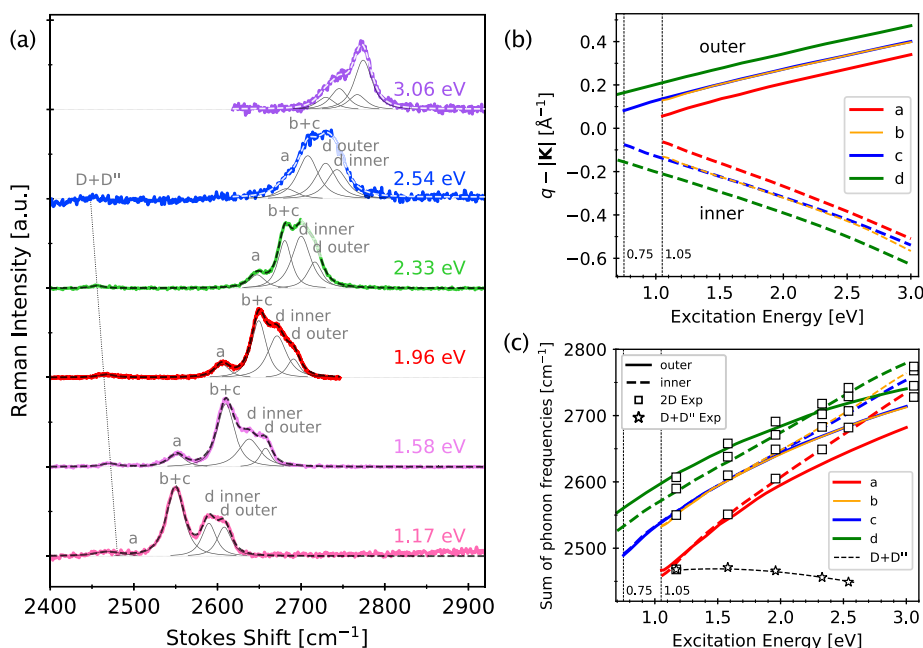 (a)
3.06 eV
b+c
a
d outer
d inner
D+D"
2.54 eV
b+c
a
d inner
d outer
2.33 eV
b+c
a
d inner
d outer
1.96 eV
b+c
a
d inner
d outer
1.58 eV
b+c
a
d inner
d outer
1.17 eV
Raman Intensity [a.u.]
2400 2500 2600 2700 2800 2900
Stokes Shift [cm⁻¹]
(b)
outer
inner
a
b
c
d
0.75 1.05
0.4
0.2
0.0
−0.2
−0.4
−0.6
q − |K| [Å⁻¹]
1.0 1.5 2.0 2.5 3.0
Excitation Energy [eV]
(c)
outer
inner
2D Exp
D+D" Exp
a
b
c
d
D+D"
0.75 1.05
2800
2700
2600
2500
Sum of phonon frequencies [cm⁻¹]
1.0 1.5 2.0 2.5 3.0
Excitation Energy [eV]